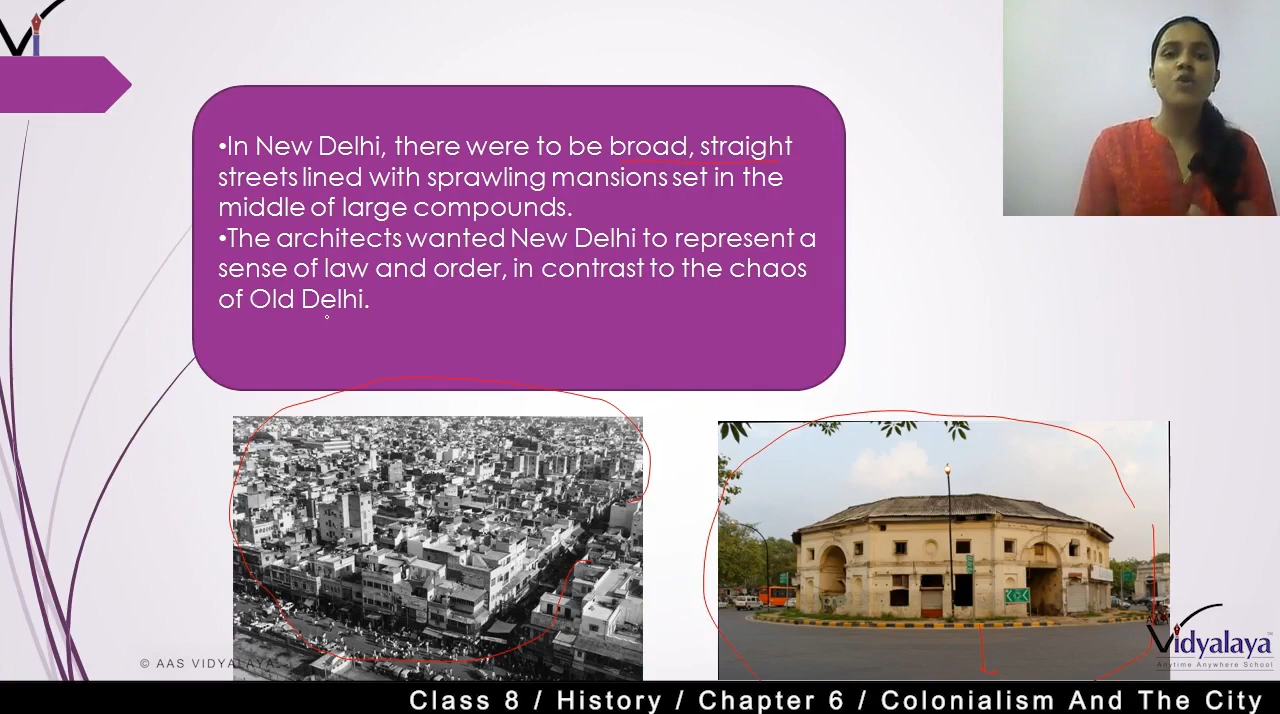 •In New Delhi, there were to be broad, straight
streets lined with sprawling mansions set in the
middle of large compounds.
•The architects wanted New Delhi to represent a
sense of law and order, in contrast to the chaos
of Old Delhi.
© AAS VIDYALAYA
Vidyalaya
Anytime Anywhere School
Class 8 / History / Chapter 6 / Colonialism And The City